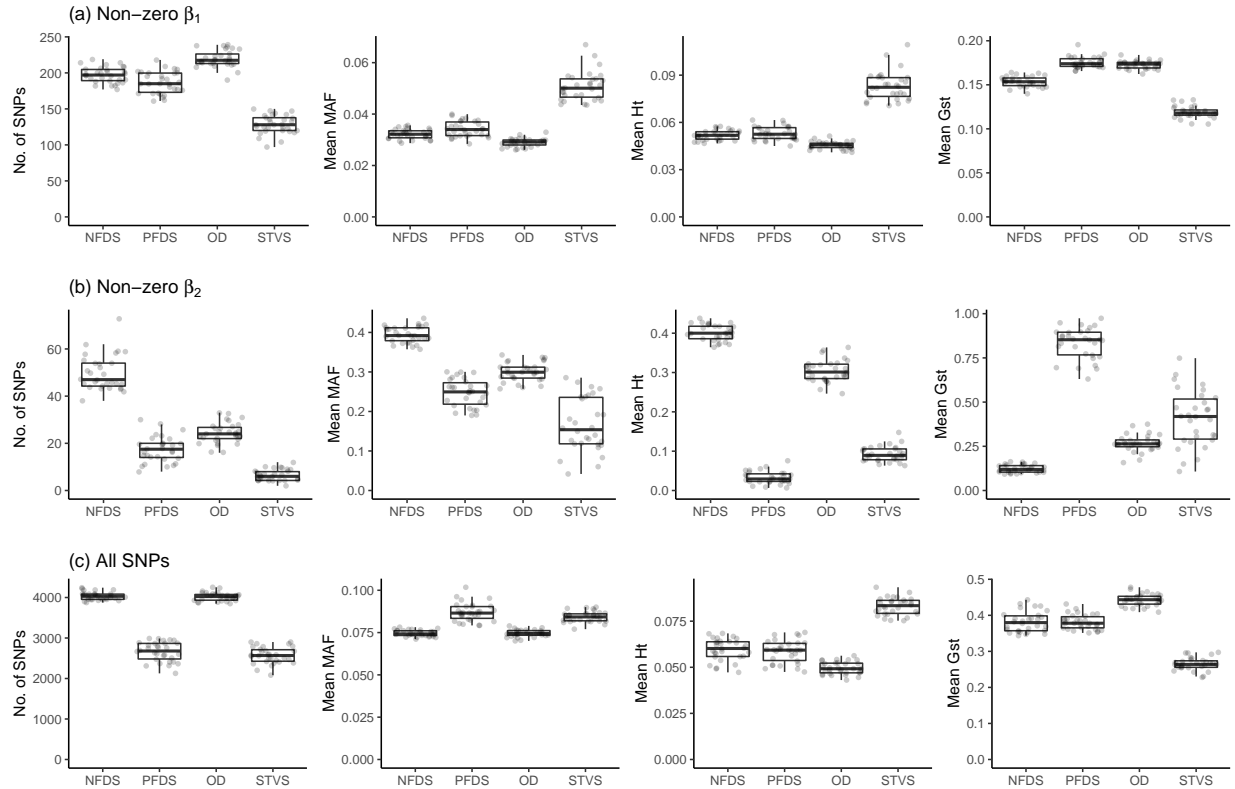 (a) Non-zero β1
No. of SNPs
250
200
150
100
50
0
NFDS PFDS OD STVS
Mean MAF
0.06
0.04
0.02
0.00
NFDS PFDS OD STVS
Mean Ht
0.09
0.06
0.03
0.00
NFDS PFDS OD STVS
Mean Gst
0.20
0.15
0.10
0.05
0.00
NFDS PFDS OD STVS
(b) Non-zero β2
No. of SNPs
60
40
20
0
NFDS PFDS OD STVS
Mean MAF
0.4
0.3
0.2
0.1
0.0
NFDS PFDS OD STVS
Mean Ht
0.4
0.3
0.2
0.1
0.0
NFDS PFDS OD STVS
Mean Gst
1.00
0.75
0.50
0.25
0.00
NFDS PFDS OD STVS
(c) All SNPs
No. of SNPs
4000
3000
2000
1000
0
NFDS PFDS OD STVS
Mean MAF
0.100
0.075
0.050
0.025
0.000
NFDS PFDS OD STVS
Mean Ht
0.075
0.050
0.025
0.000
NFDS PFDS OD STVS
Mean Gst
0.5
0.4
0.3
0.2
0.1
0.0
NFDS PFDS OD STVS